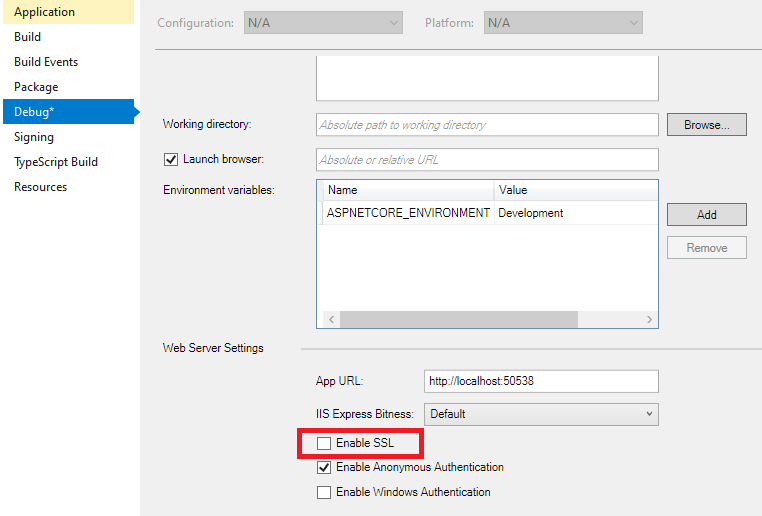 Application
Build
Build Events
Package
Debug*
Signing
TypeScript Build
Resources
Configuration: N/A Platform: N/A
Working directory: Absolute path to working directory Browse...
Launch browser: Absolute or relative URL
Environment variables: Name Value
ASPNETCORE_ENVIRONMENT Development Add
Remove
Web Server Settings
App URL: http://localhost:50538
IIS Express Bitness: Default
Enable SSL
Enable Anonymous Authentication
Enable Windows Authentication